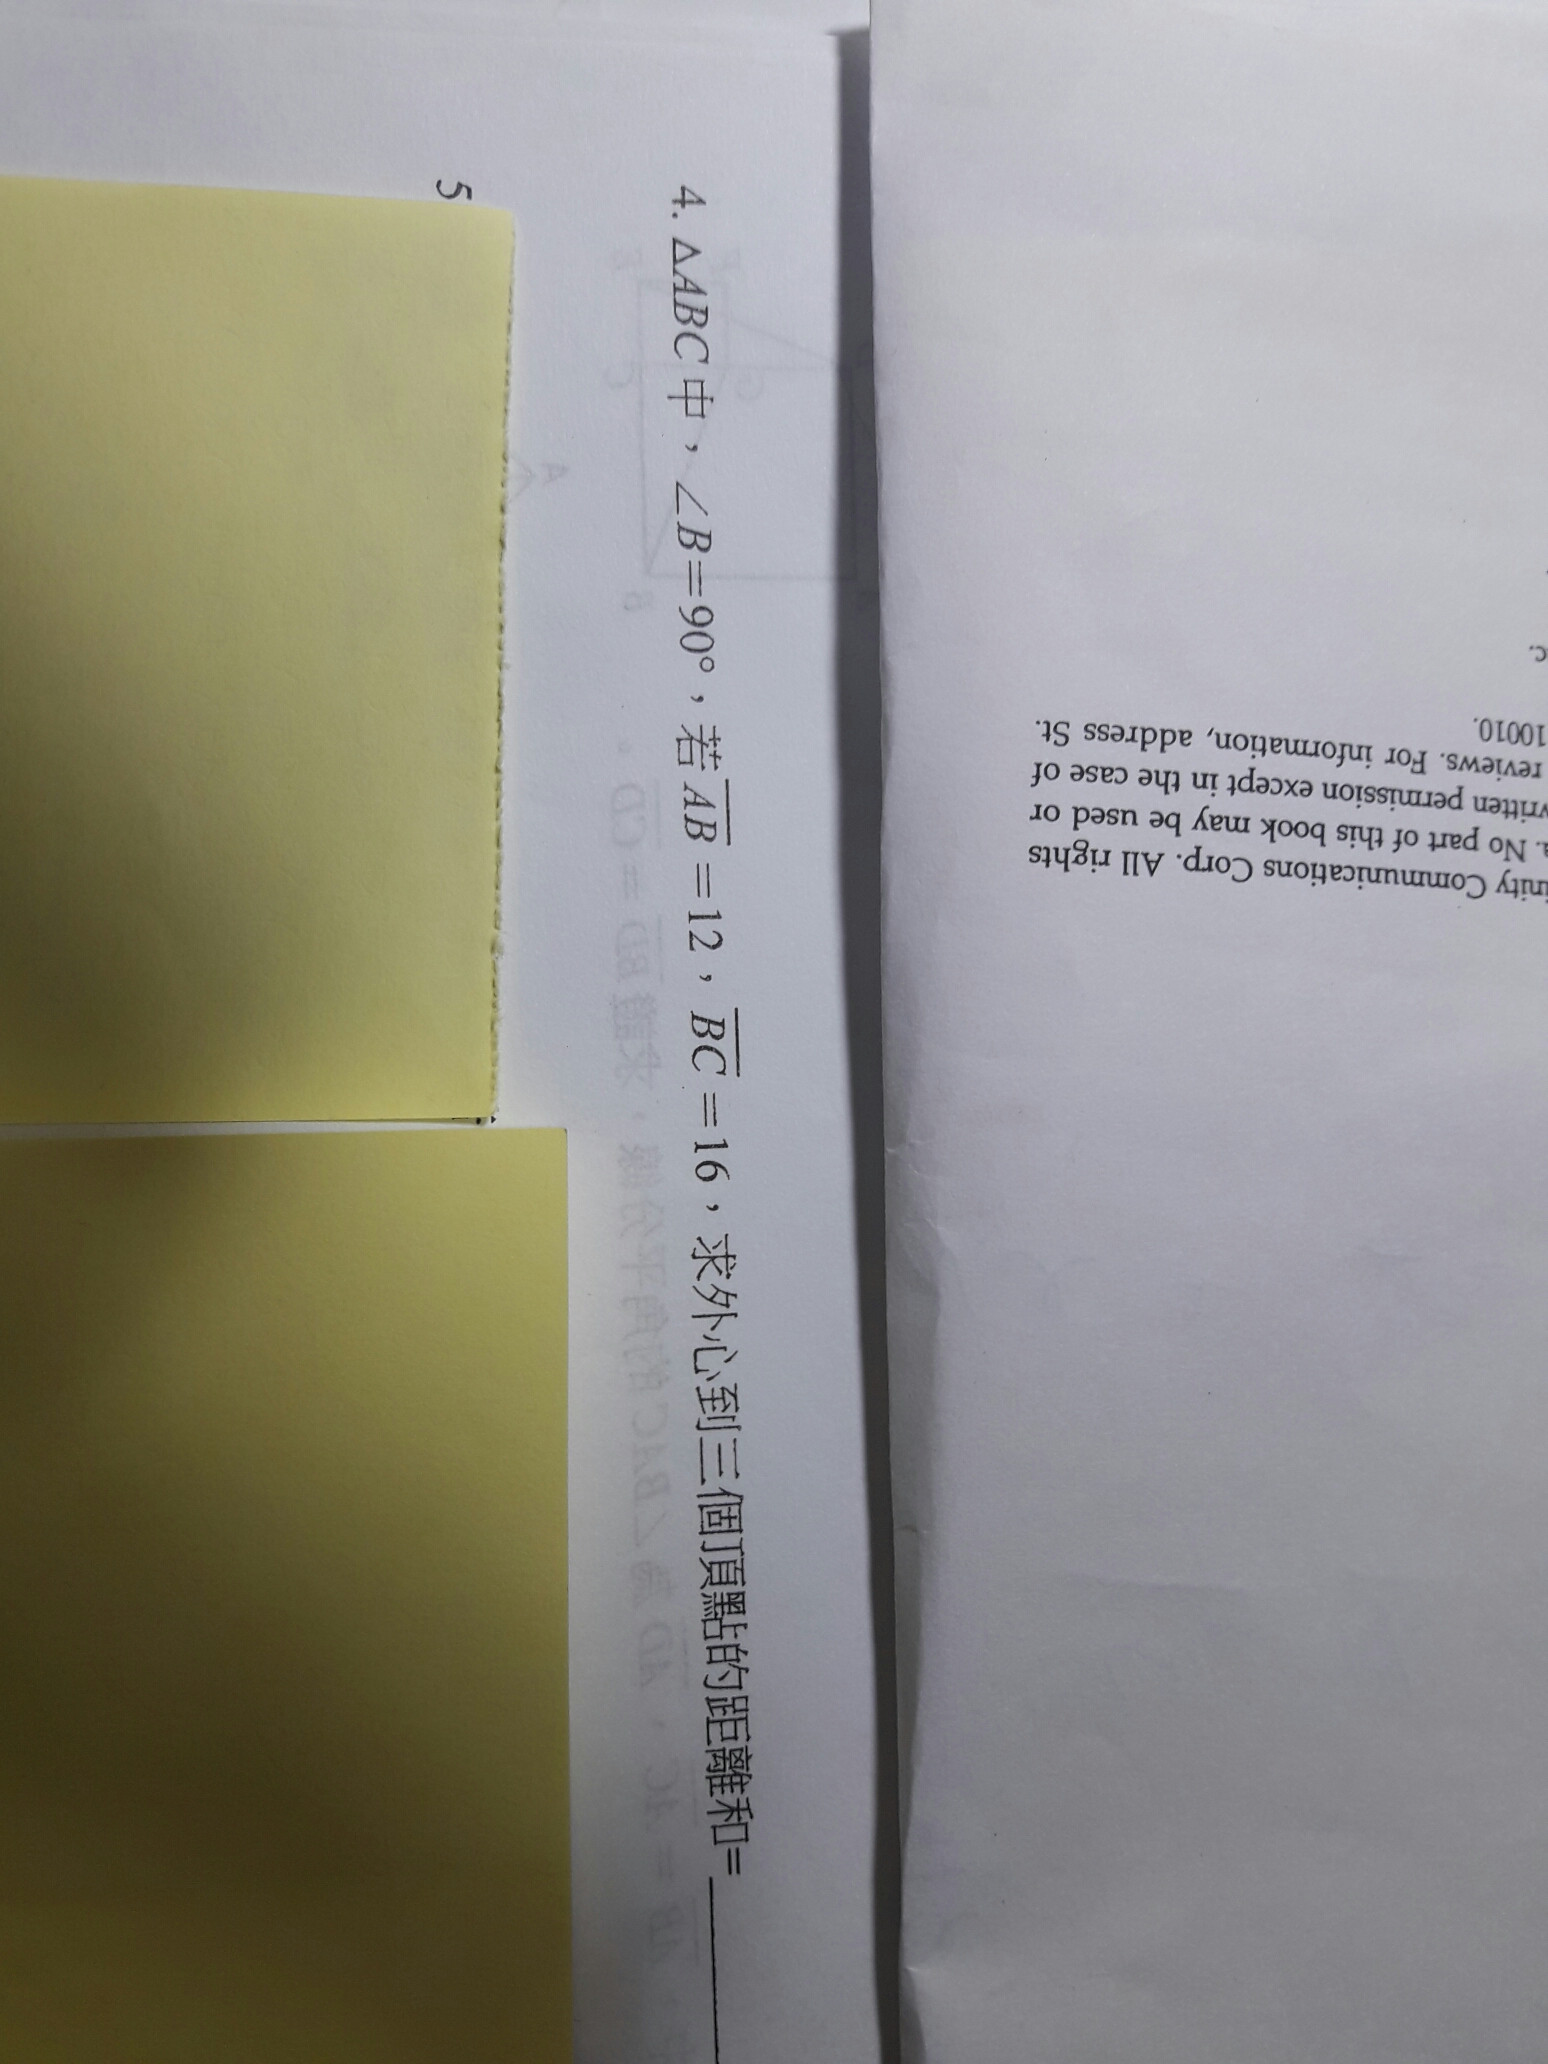 4. △ABC 中，∠B=90°，若 AB =12，BC =16，求外心到三個頂點的距離和=
5
inity Communications Corp. All rights
a. No part of this book may be used or
written permission except in the case of
reviews. For information, address St.
10010.
c.